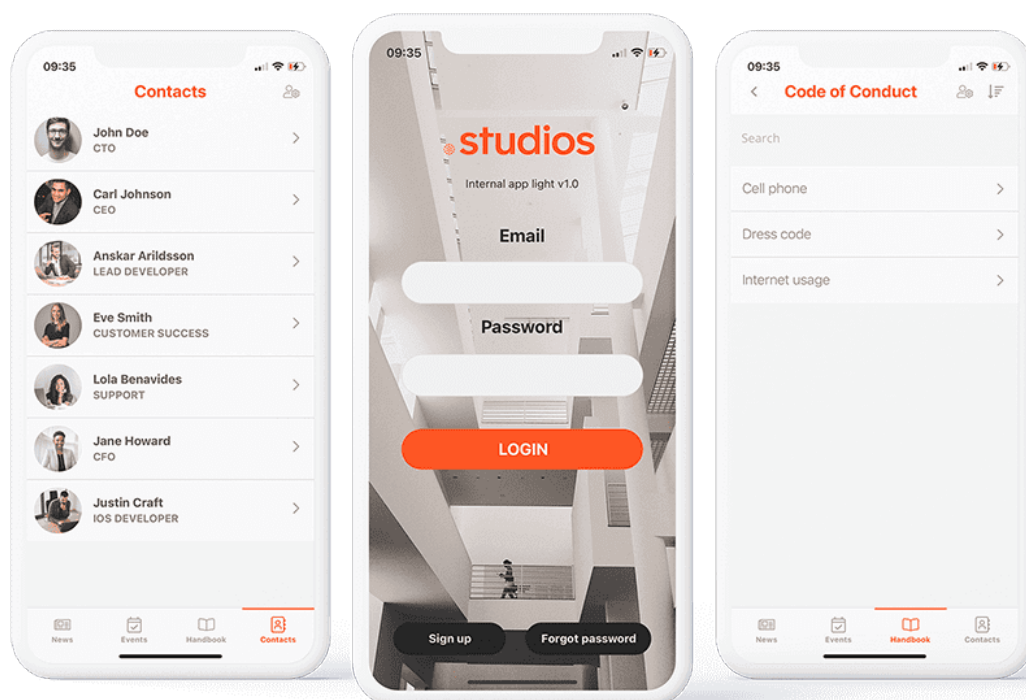 09:35
Contacts
John Doe
CTO
Carl Johnson
CEO
Anskar Arildsson
LEAD DEVELOPER
Eve Smith
CUSTOMER SUCCESS
Lola Benavides
SUPPORT
Jane Howard
CFO
Justin Craft
IOS DEVELOPER
News Events Handbook Contacts
09:35
studios
Internal app light v1.0
Email
Password
LOGIN
Sign up Forgot password
09:35
Code of Conduct
Search
Cell phone
Dress code
Internet usage
News Events Handbook Contacts